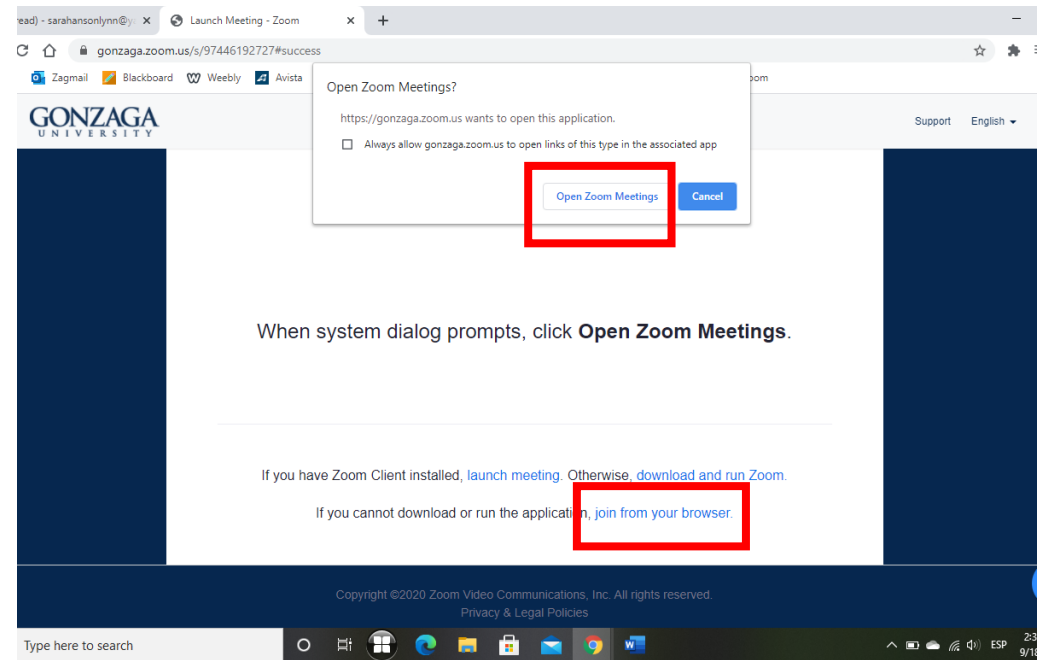 read) - sarahansonlynn@y
Launch Meeting - Zoom
gonzaga.zoom.us/s/97446192727#success
Zagmail Blackboard Weebly Avista oom
Open Zoom Meetings?
https://gonzaga.zoom.us wants to open this application.
Always allow gonzaga.zoom.us to open links of this type in the associated app
Open Zoom Meetings Cancel
GONZAGA
UNIVERSITY
Support English
When system dialog prompts, click Open Zoom Meetings.
If you have Zoom Client installed, launch meeting. Otherwise, download and run Zoom.
If you cannot download or run the application, join from your browser.
Copyright ©2020 Zoom Video Communications, Inc. All rights reserved.
Privacy & Legal Policies
Type here to search
ESP
2:3
9/18